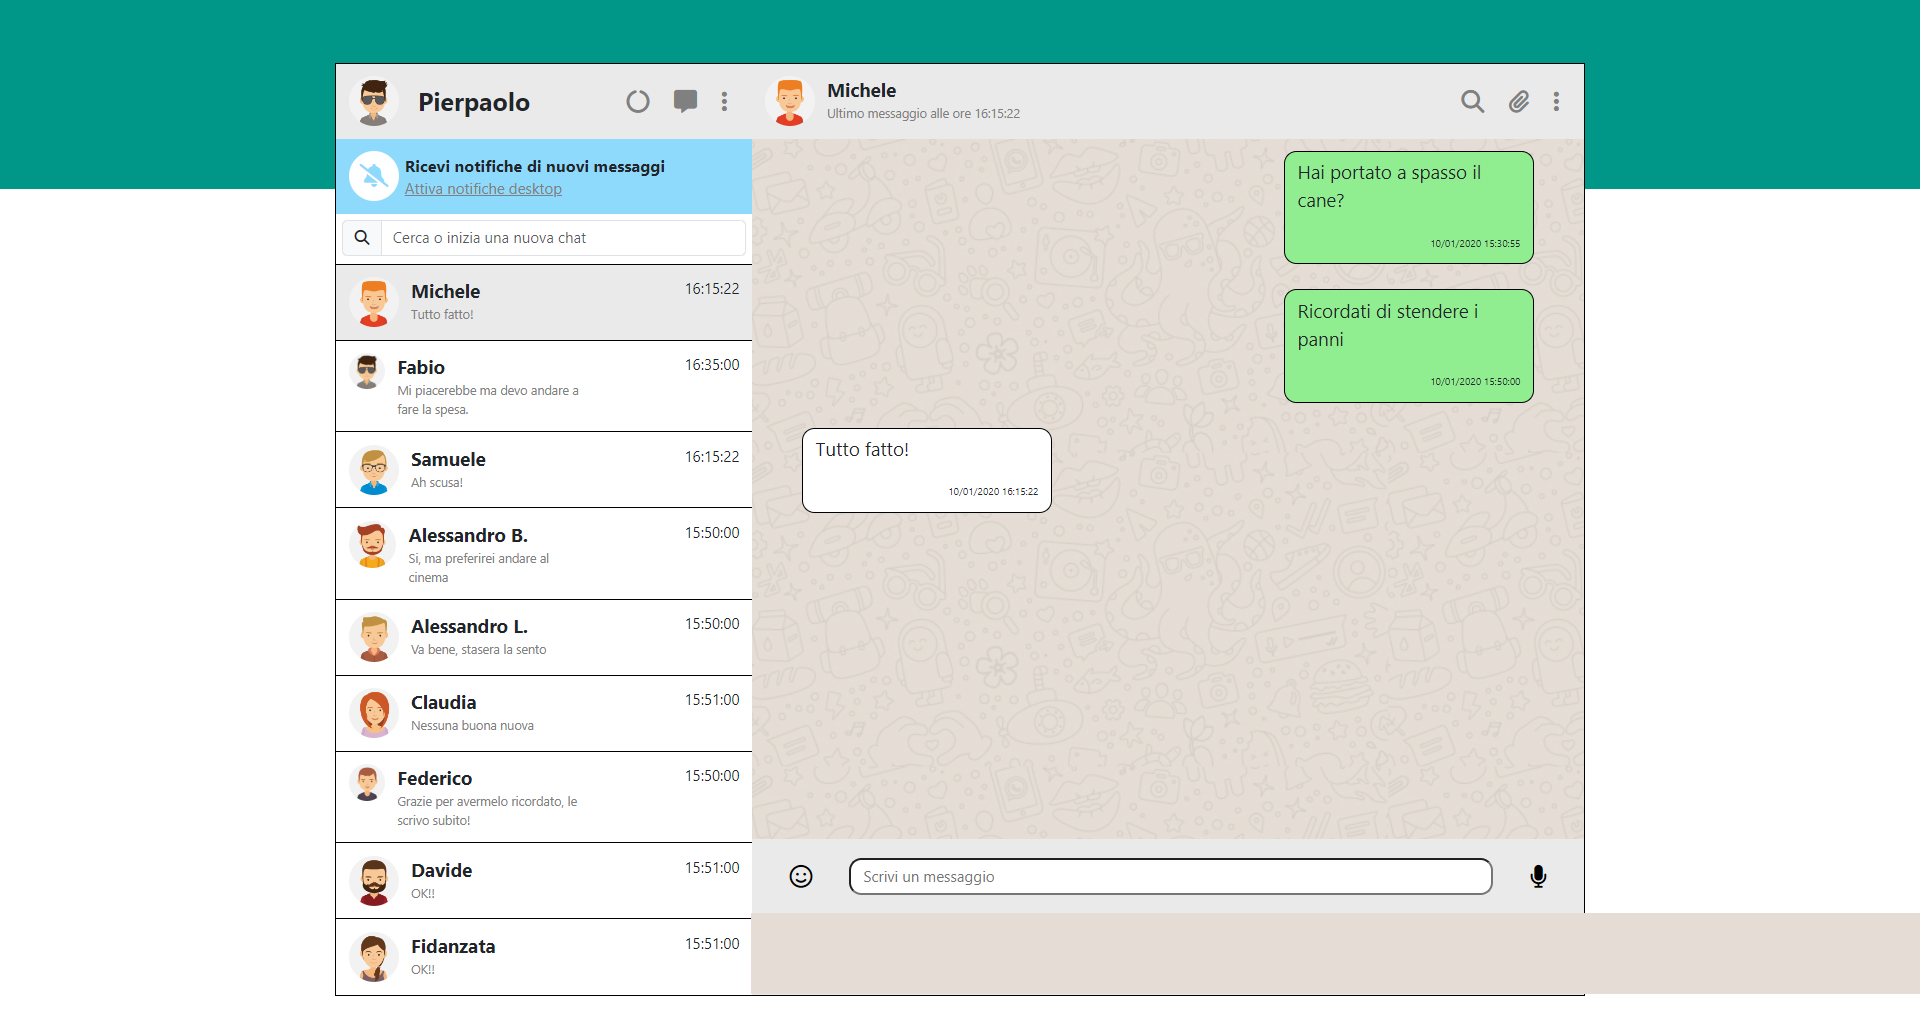 Pierpaolo
Ricevi notifiche di nuovi messaggi
Attiva notifiche desktop
Cerca o inizia una nuova chat
Michele
16:15:22
Tutto fatto!
Fabio
16:35:00
Mi piacerebbe ma devo andare a
fare la spesa.
Samuele
16:15:22
Ah scusa!
Alessandro B.
15:50:00
Si, ma preferirei andare al
cinema
Alessandro L.
15:50:00
Va bene, stasera la sento
Claudia
15:51:00
Nessuna buona nuova
Federico
15:50:00
Grazie per avermelo ricordato, le
scrivo subito!
Davide
15:51:00
OK!!
Fidanzata
15:51:00
OK!!
Michele
Ultimo messaggio alle ore 16:15:22
Hai portato a spasso il
cane?
10/01/2020 15:30:55
Ricordati di stendere i
panni
10/01/2020 15:50:00
Tutto fatto!
10/01/2020 16:15:22
Scrivi un messaggio